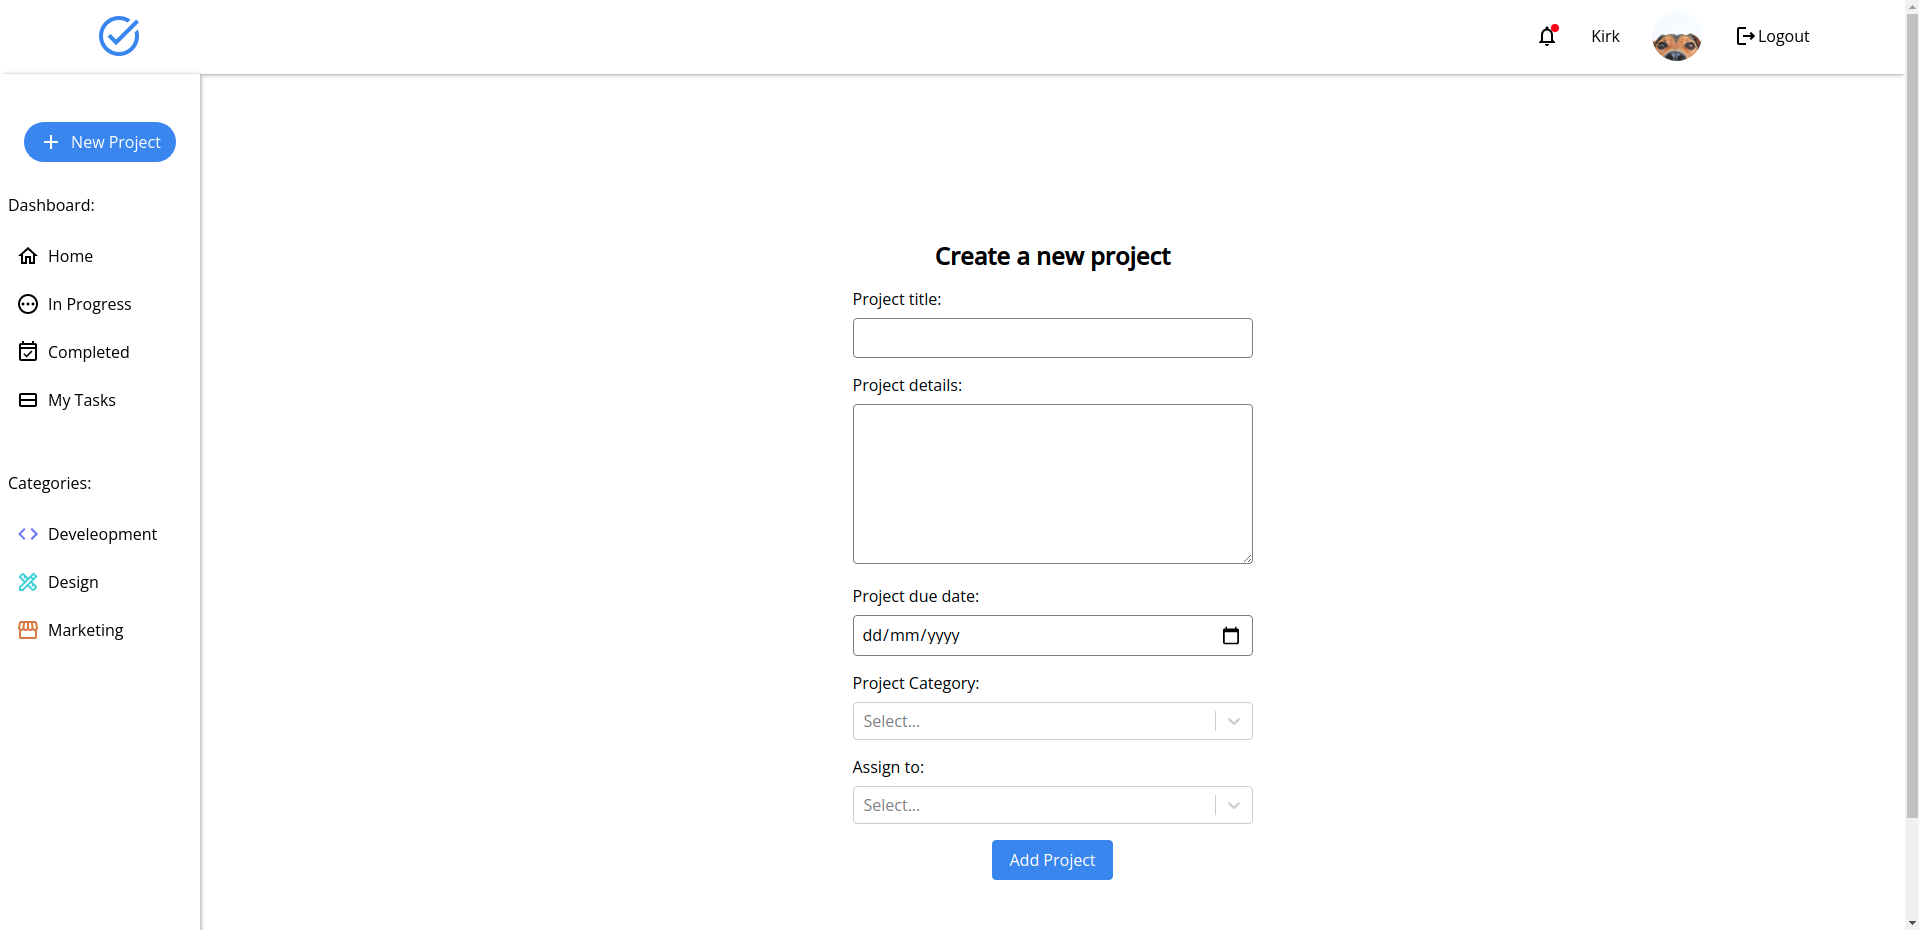 Kirk
Logout
New Project
Dashboard:
Home
In Progress
Completed
My Tasks
Categories:
Develeopment
Design
Marketing
Create a new project
Project title:
Project details:
Project due date:
dd/mm/yyyy
Project Category:
Select...
Assign to:
Select...
Add Project